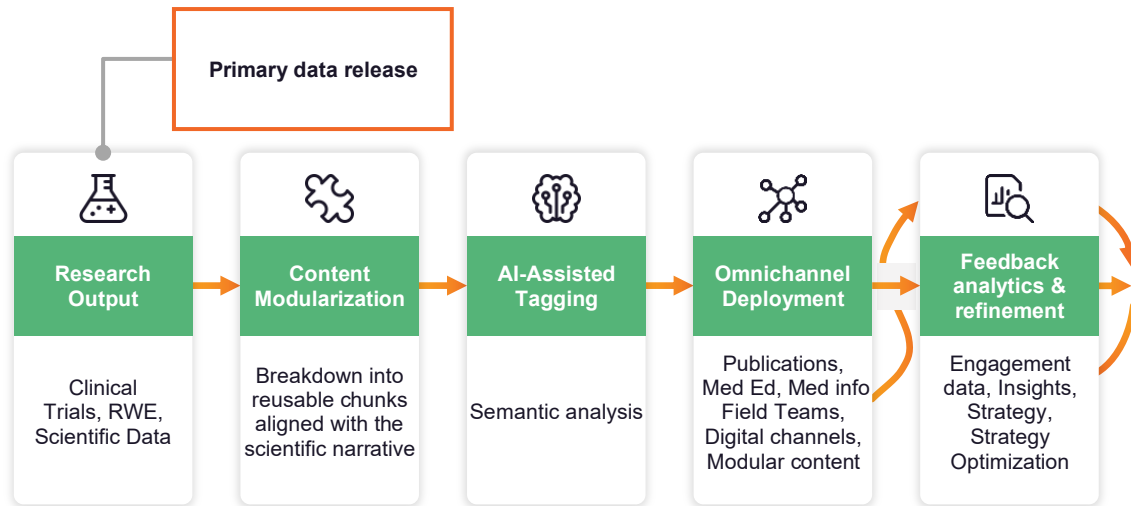 Primary data release
Research
Output
Clinical
Trials, RWE,
Scientific Data
Content
Modularization
Breakdown into
reusable chunks
aligned with the
scientific narrative
AI-Assisted
Tagging
Semantic analysis
Omnichannel
Deployment
Publications,
Med Ed, Med info
Field Teams,
Digital channels,
Modular content
Feedback
analytics &
refinement
Engagement
data, Insights,
Strategy,
Strategy
Optimization